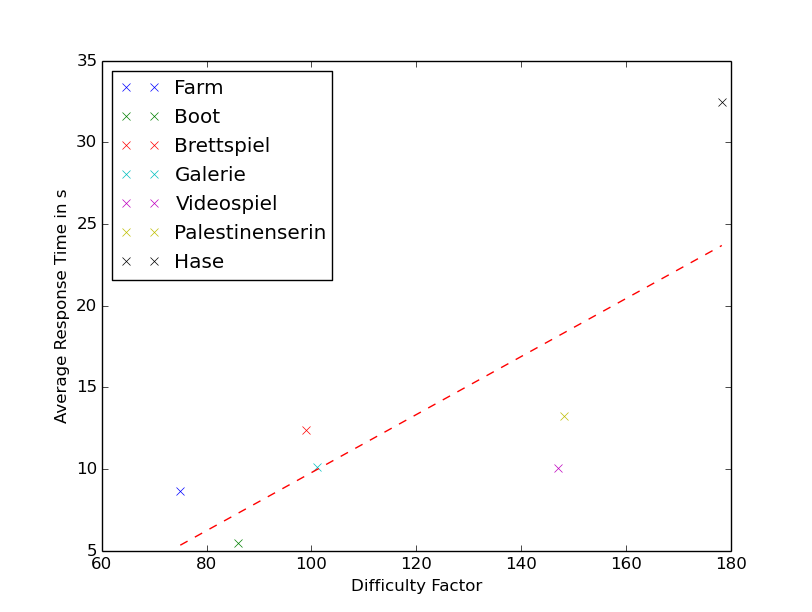 35
30
25
20
15
10
5
Average Response Time in s
Farm
Boot
Brettspiel
Galerie
Videospiel
Palestinenserin
Hase
60 80 100 120 140 160 180
Difficulty Factor